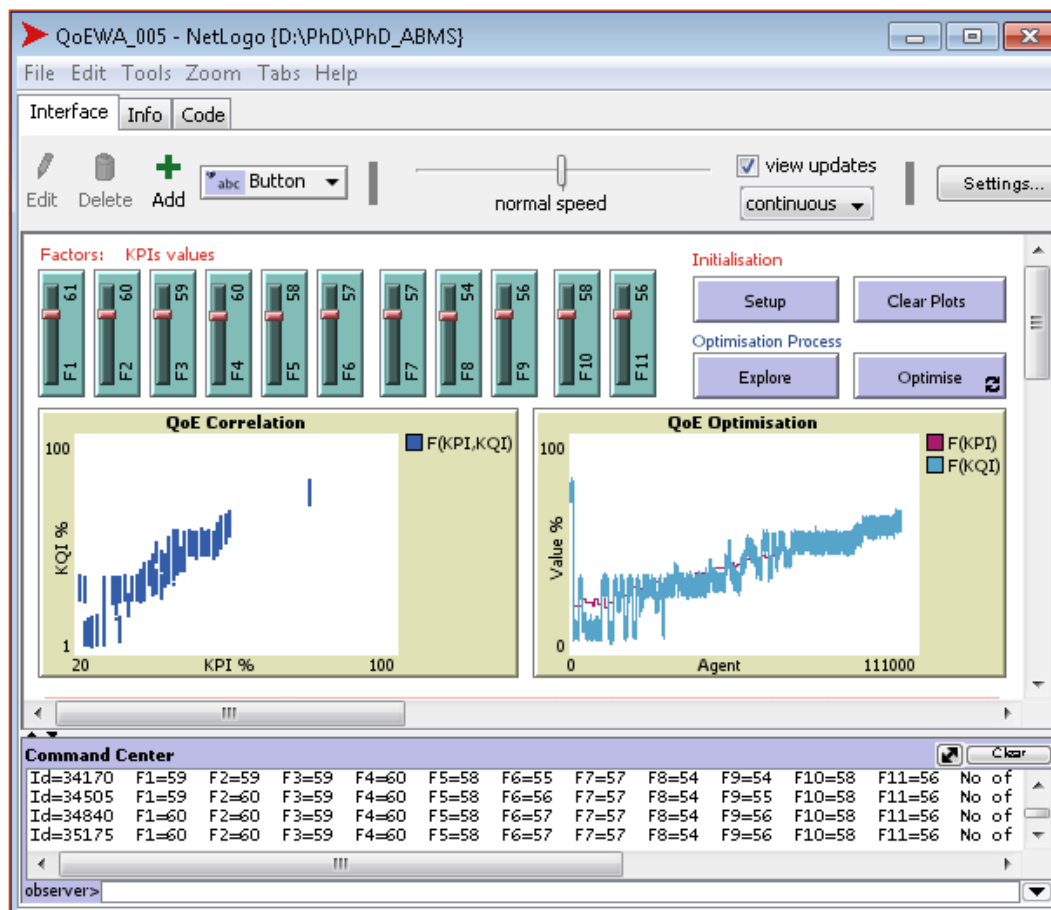 QoEWA_005 - NetLogo {D:\PhD\PhD_ABMS}
File Edit Tools Zoom Tabs Help
Interface Info Code
Edit Delete Add abc Button
normal speed
view updates
continuous
Settings...
Factors: KPIs values
F1 61
F2 60
F3 59
F4 60
F5 58
F6 57
F7 57
F8 54
F9 56
F10 58
F11 56
Initialisation
Setup Clear Plots
Optimisation Process
Explore Optimise
QoE Correlation
100
KQI %
1
20 KPI % 100
F(KPI,KQI)
QoE Optimisation
100
Value %
0
0 Agent 111000
F(KPI)
F(KQI)
Command Center
Clear
Id=34170 F1=59 F2=59 F3=59 F4=60 F5=58 F6=55 F7=57 F8=54 F9=54 F10=58 F11=56 No of
Id=34505 F1=59 F2=60 F3=59 F4=60 F5=58 F6=56 F7=57 F8=54 F9=55 F10=58 F11=56 No of
Id=34840 F1=60 F2=60 F3=59 F4=60 F5=58 F6=57 F7=57 F8=54 F9=56 F10=58 F11=56 No of
Id=35175 F1=60 F2=60 F3=59 F4=60 F5=58 F6=57 F7=57 F8=54 F9=56 F10=58 F11=56 No of
observer>